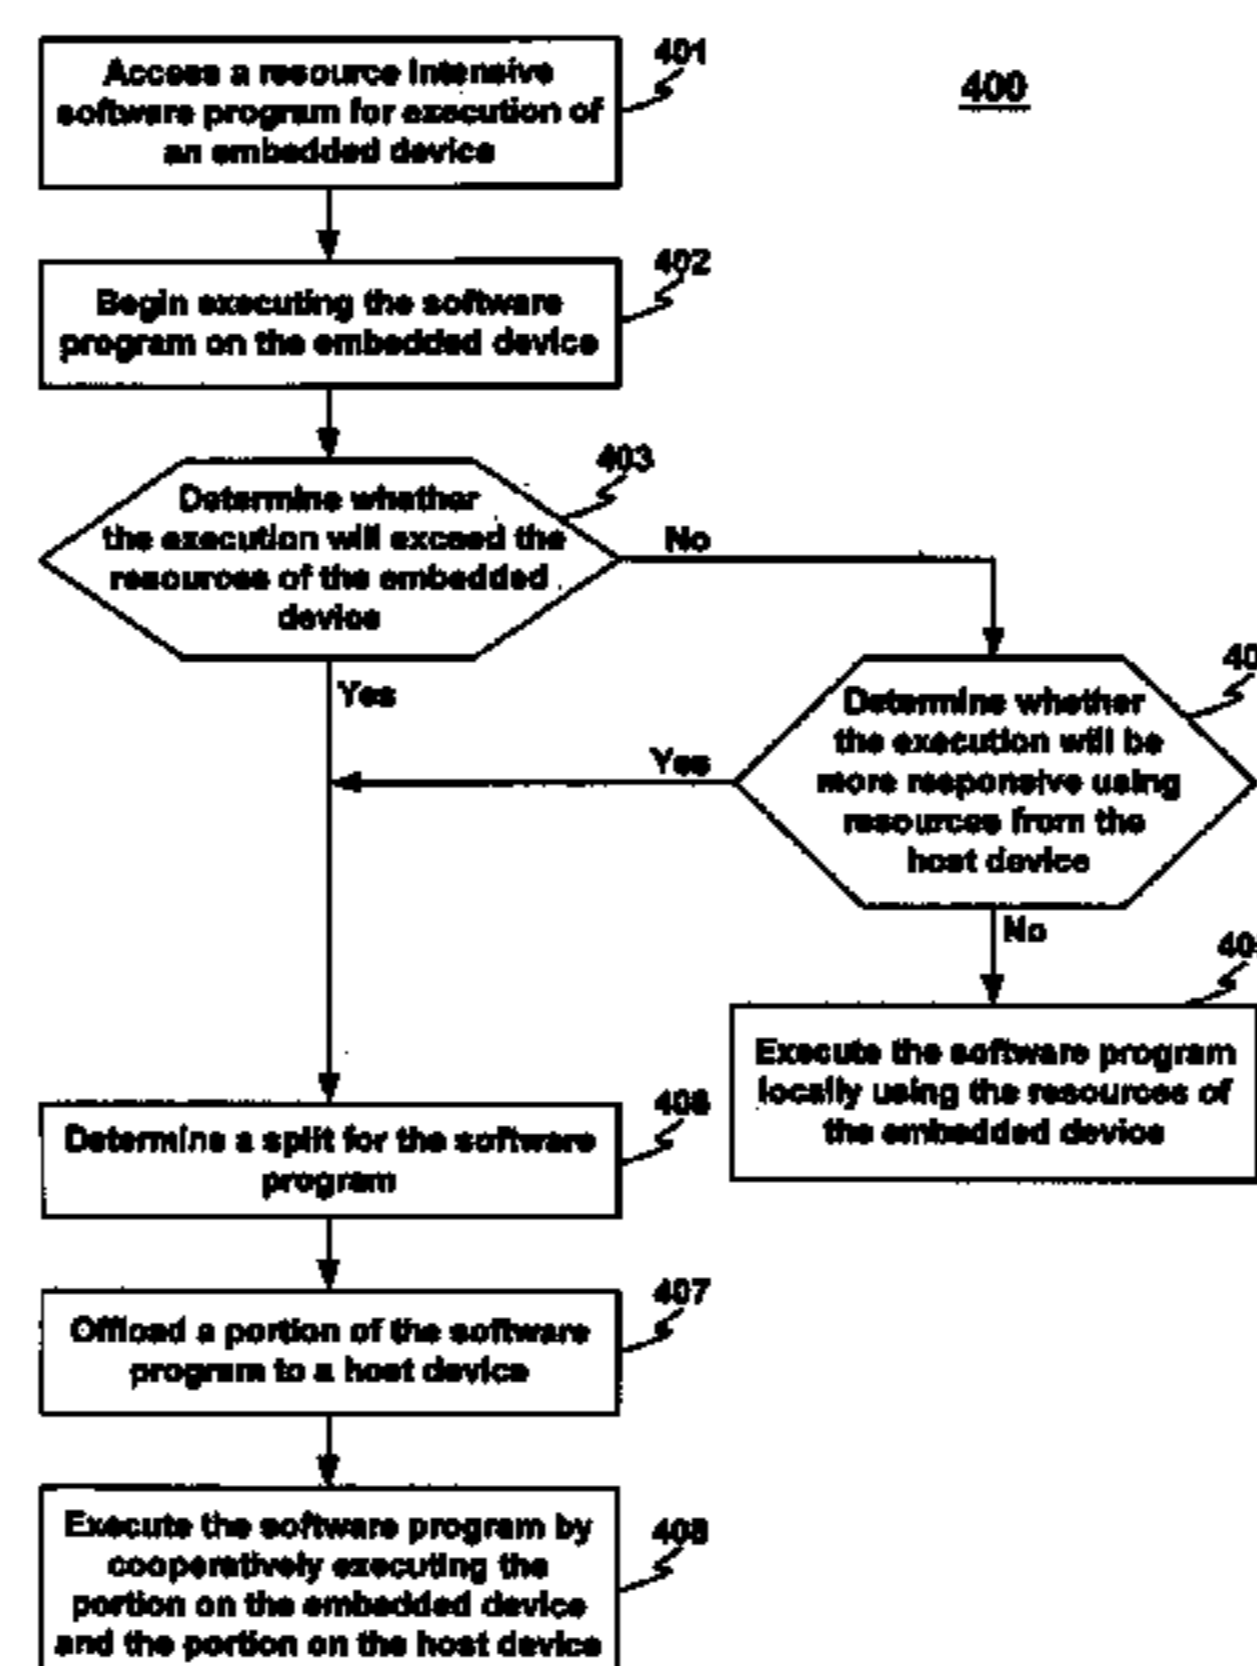 400
401
Access a resource intensive
software program for execution of
an embedded device
402
Begin executing the software
program on the embedded device
403
Determine whether
the execution will exceed the
resources of the embedded
device
No
Yes
Determine whether
the execution will be
more responsive using
resources from the
host device
Yes
No
Execute the software program
locally using the resources of
the embedded device
406
Determine a split for the software
program
407
Offload a portion of the software
program to a host device
408
Execute the software program by
cooperatively executing the
portion on the embedded device
and the portion on the host device